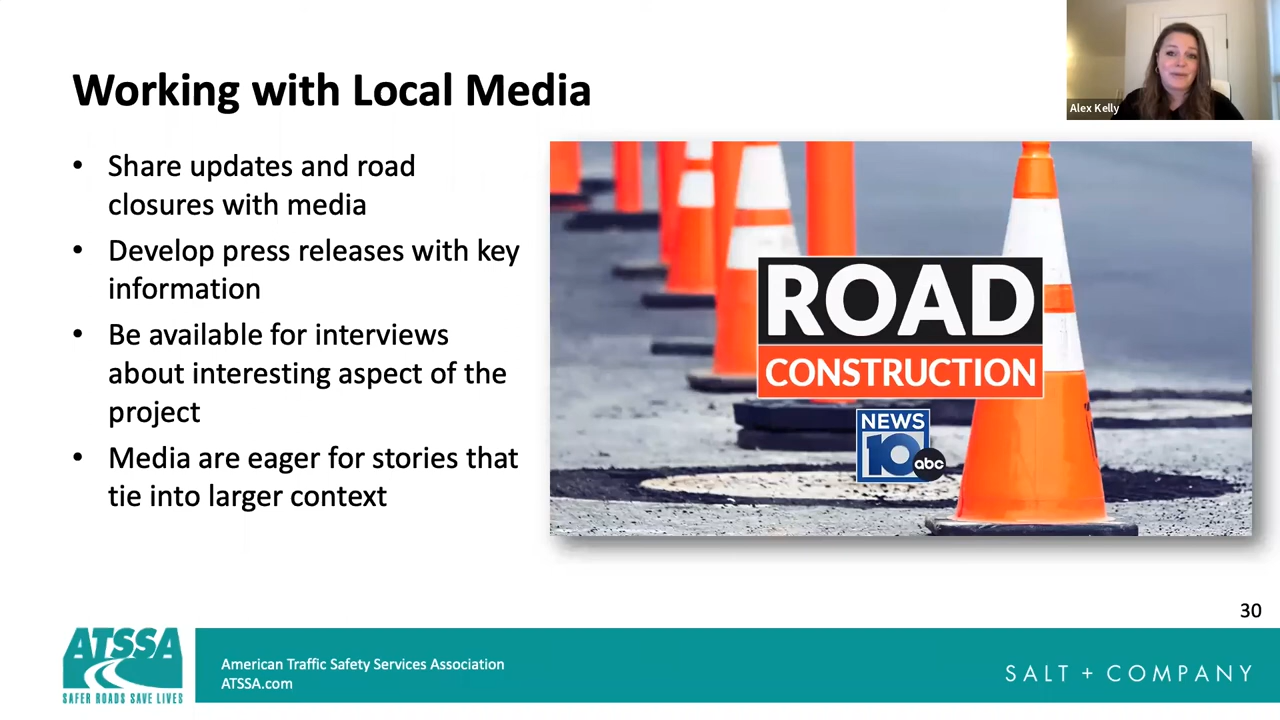 Working with Local Media
Alex Kelly
• Share updates and road
closures with media
• Develop press releases with key
information
• Be available for interviews
about interesting aspect of the
project
• Media are eager for stories that
tie into larger context
ROAD
CONSTRUCTION
NEWS
10
abc
30
ATSSA
SAFER ROADS SAVE LIVES
American Traffic Safety Services Association
ATSSA.com
SALT + COMPANY